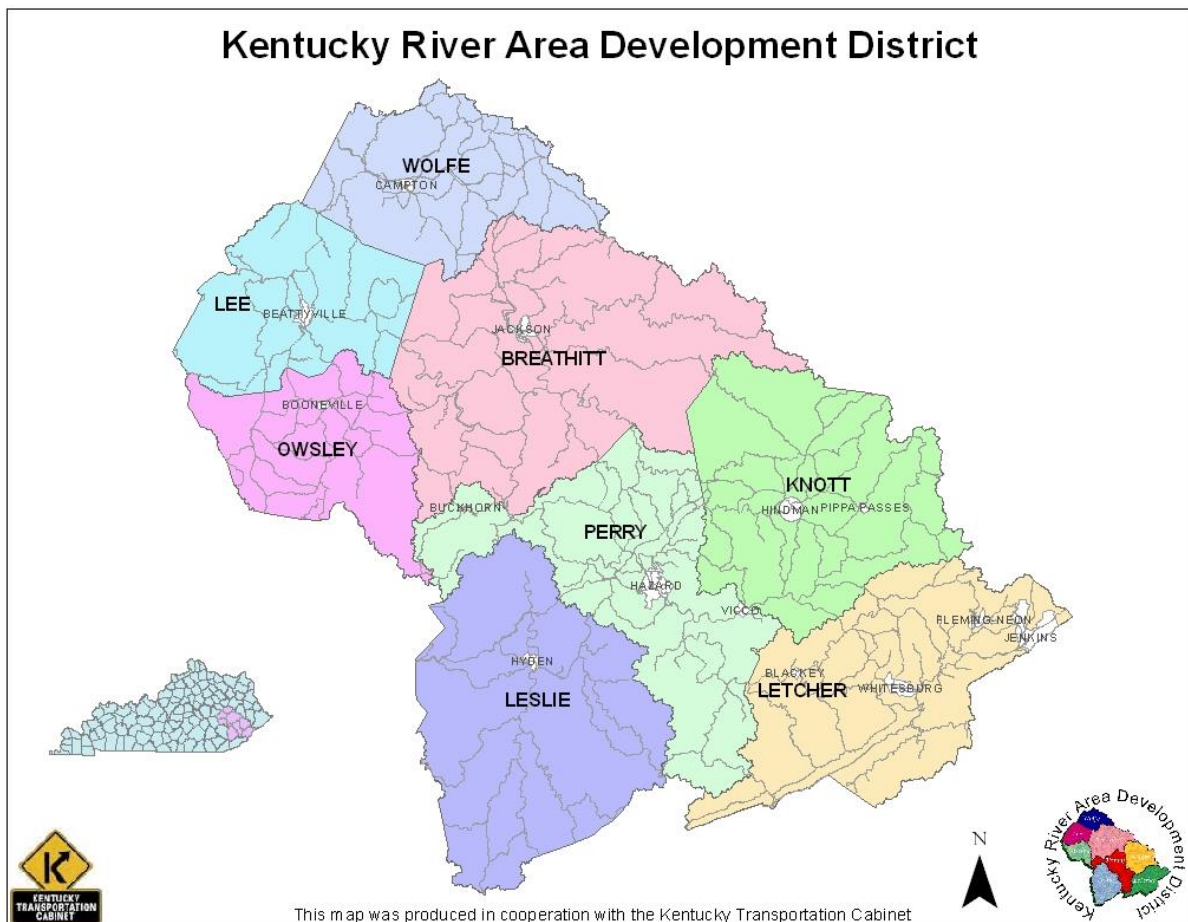 Kentucky River Area Development District
WOLFE
CAMPTON
LEE
BEATTYVILLE
JACKSON
BREATHITT
BOONEVILLE
OWSLEY
KNOTT
HINDMAN
PIPPA PASSES
BUCKHORN
PERRY
HAZARD
VICCO
FLEMING-NEON
JENKINS
HYDEN
LESLIE
BLACKEY
LETCHER
WHITESBURG
KENTUCKY
TRANSPORTATION
CABINET
N
Kentucky River Area Development District
This map was produced in cooperation with the Kentucky Transportation Cabinet